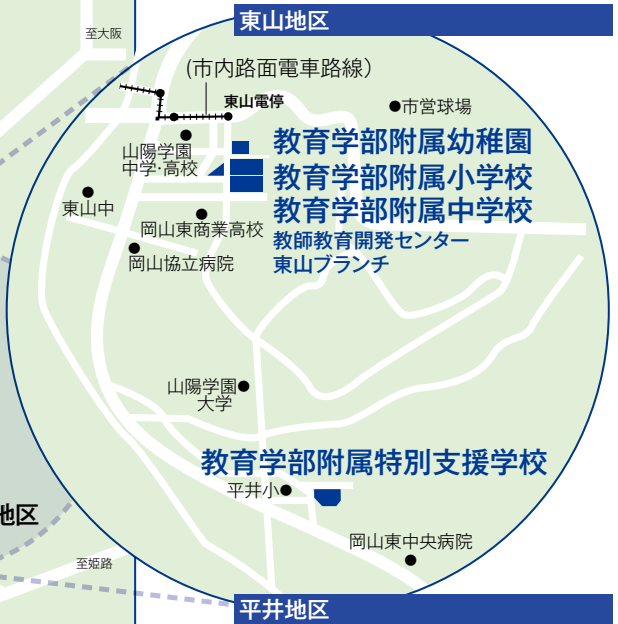 東山地区
至大阪
(市内路面電車路線）
東山電停
市営球場
山陽学園
中学·高校
教育学部附属幼稚園
教育学部附属小学校
教育学部附属中学校
教師教育開発センター
東山ブランチ
東山中
岡山東商業高校
岡山協立病院
山陽学園
大学
教育学部附属特別支援学校
平井小
地区
岡山東中央病院
至姫路
平井地区